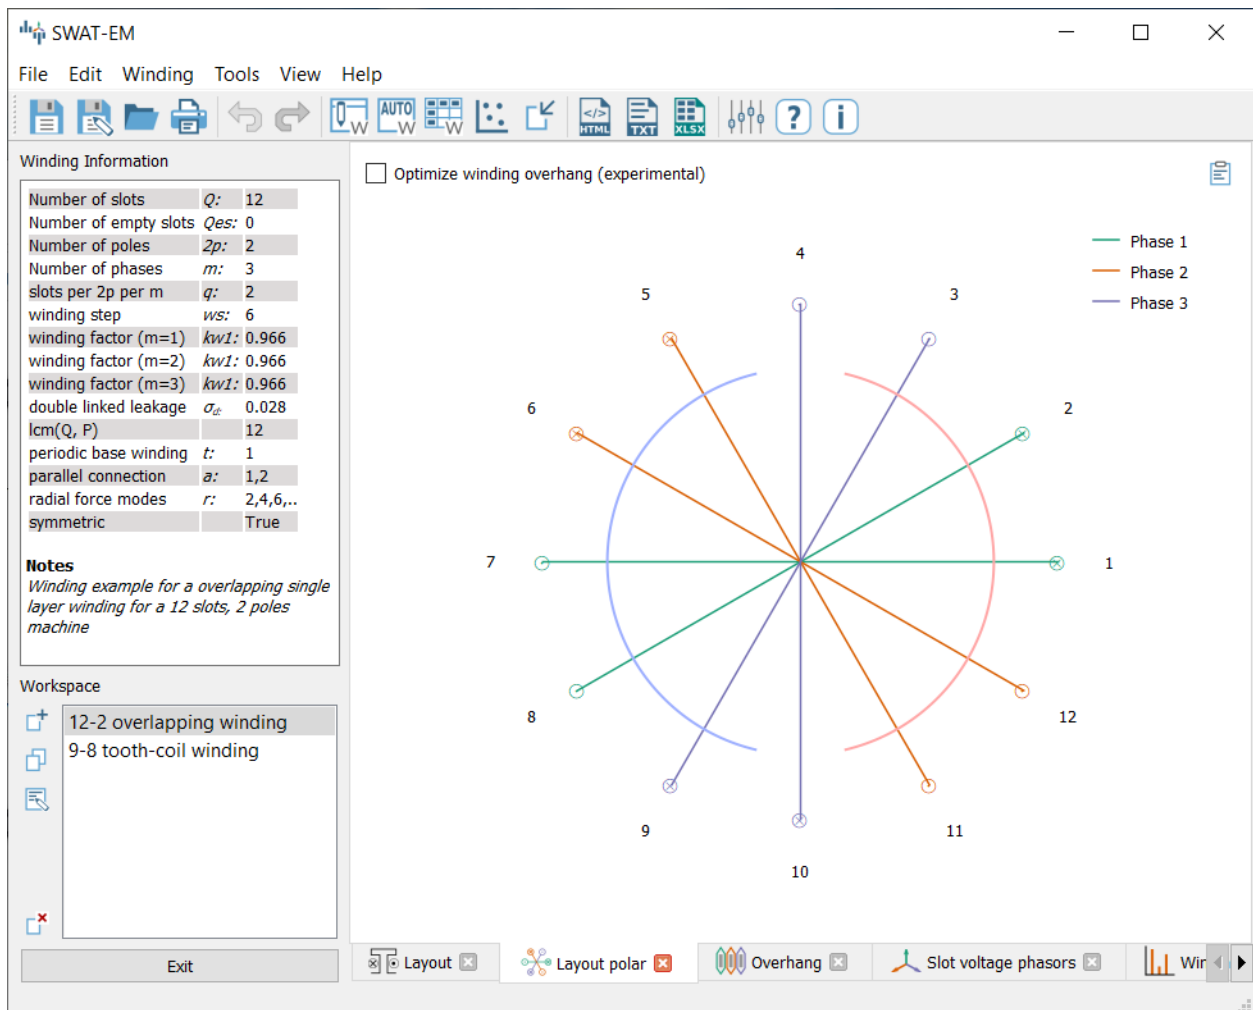 SWAT-EM
File Edit Winding Tools View Help
W AUTO W W </> HTML TXT XLSX ? i
Winding Information
Number of slots Q: 12
Number of empty slots Qes: 0
Number of poles 2p: 2
Number of phases m: 3
slots per 2p per m q: 2
winding step ws: 6
winding factor (m=1) kw1: 0.966
winding factor (m=2) kw1: 0.966
winding factor (m=3) kw1: 0.966
double linked leakage σd: 0.028
lcm(Q, P) 12
periodic base winding t: 1
parallel connection a: 1,2
radial force modes r: 2,4,6,..
symmetric True
Notes
Winding example for a overlapping single
layer winding for a 12 slots, 2 poles
machine
Workspace
12-2 overlapping winding
9-8 tooth-coil winding
Exit
Optimize winding overhang (experimental)
Phase 1
Phase 2
Phase 3
4
5
3
6
2
7
1
8
12
9
11
10
Layout
Layout polar
Overhang
Slot voltage phasors